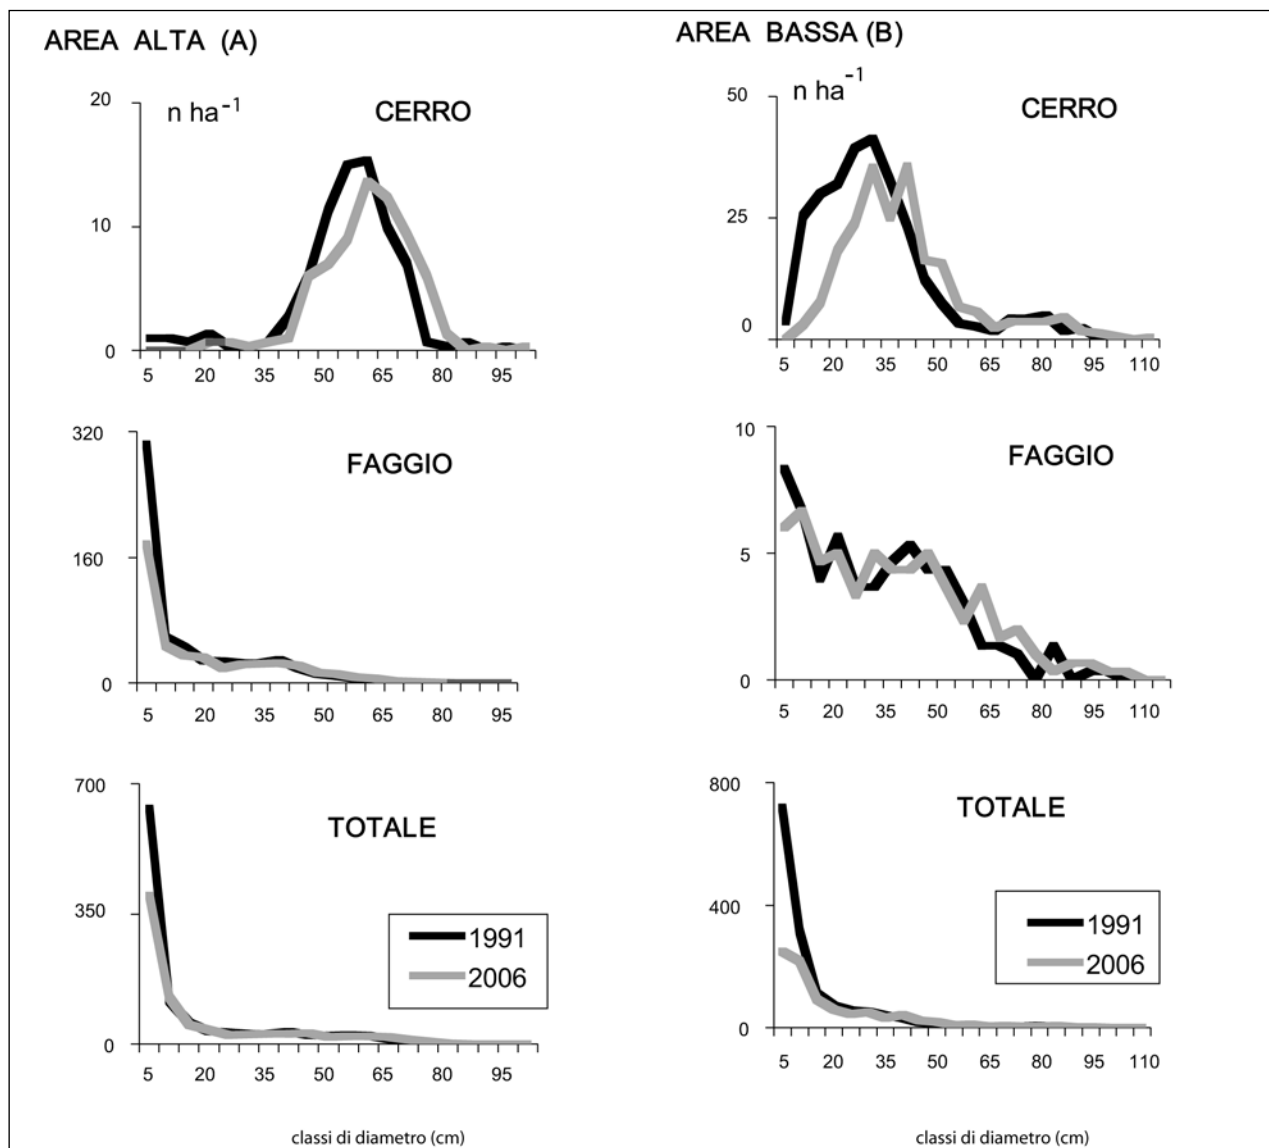 AREA ALTA (A)
n ha-1
CERRO
20
10
0
5 20 35 50 65 80 95
FAGGIO
320
160
0
5 20 35 50 65 80 95
TOTALE
700
350
0
1991
2006
5 20 35 50 65 80 95
classi di diametro (cm)
AREA BASSA (B)
n ha-1
CERRO
50
25
0
5 20 35 50 65 80 95 110
FAGGIO
10
5
0
5 20 35 50 65 80 95 110
TOTALE
800
400
0
1991
2006
5 20 35 50 65 80 95 110
classi di diametro (cm)